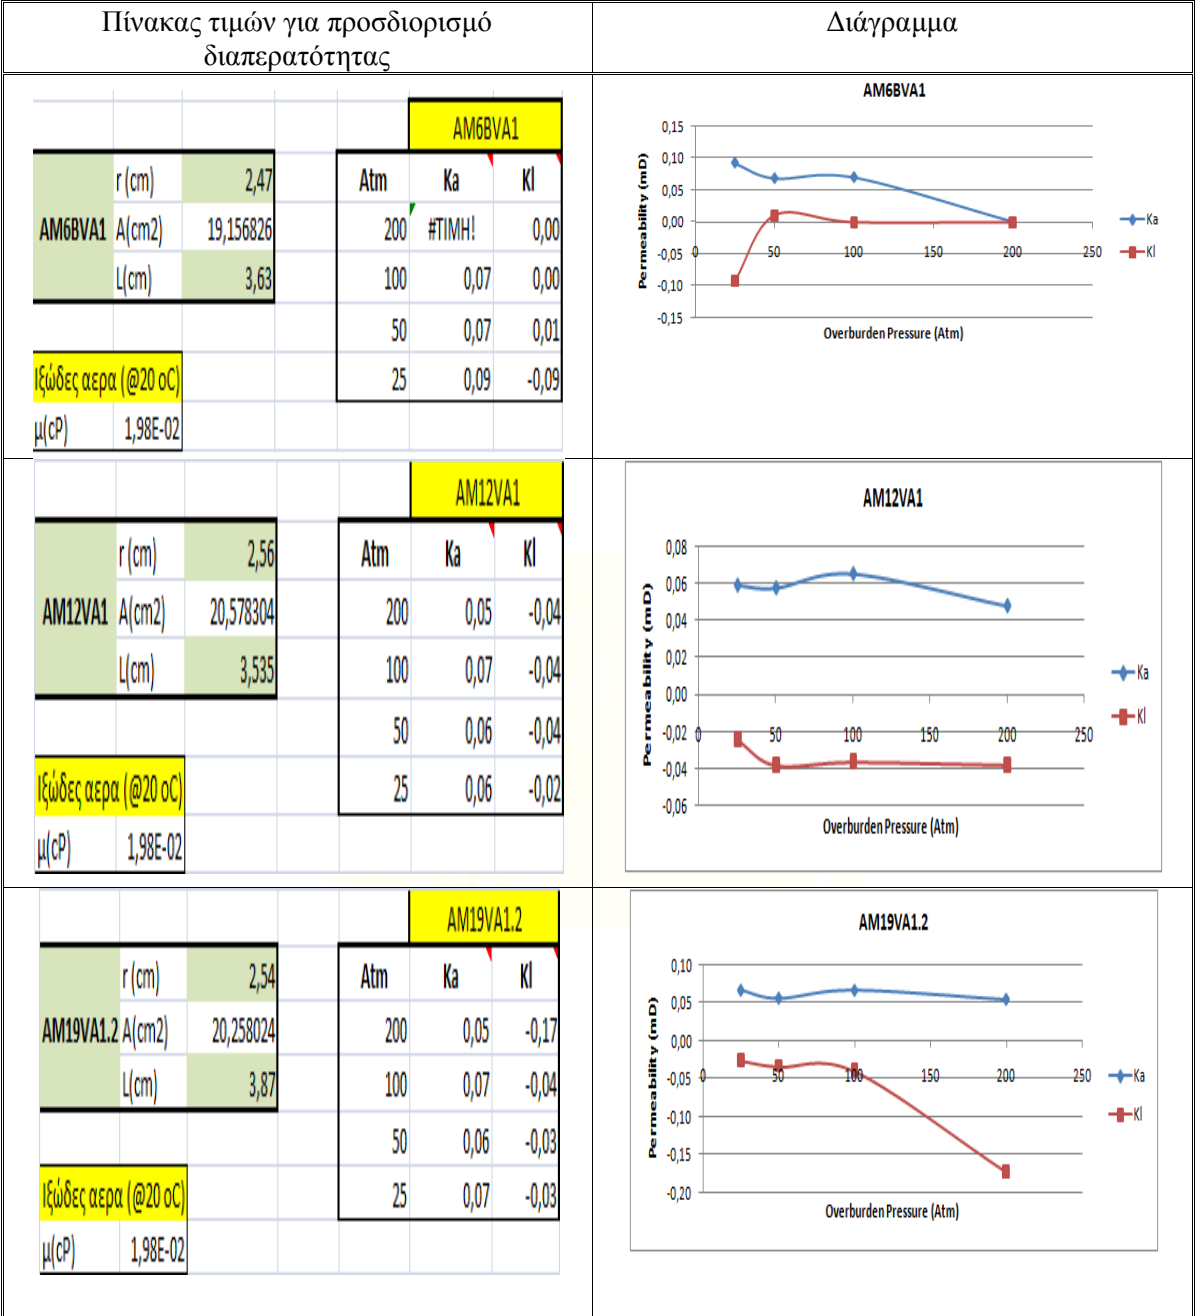 Πίνακας τιμών για προσδιορισμό
διαπερατότητας
Διάγραμμα
AM6BVA1
r (cm) 2,47
AM6BVA1 A(cm2) 19,156826
L(cm) 3,63
Atm Ka Kl
200 #ΤΙΜΗ! 0,00
100 0,07 0,00
50 0,07 0,01
25 0,09 -0,09
Ιξώδες αερα (@20 oC)
μ(cP) 1,98E-02
AM6BVA1
Permeability (mD)
0,15
0,10
0,05
0,00
-0,05
-0,10
-0,15
0 50 100 150 200 250
Overburden Pressure (Atm)
Ka
Kl
AM12VA1
r (cm) 2,56
AM12VA1 A(cm2) 20,578304
L(cm) 3,535
Atm Ka Kl
200 0,05 -0,04
100 0,07 -0,04
50 0,06 -0,04
25 0,06 -0,02
Ιξώδες αερα (@20 oC)
μ(cP) 1,98E-02
AM12VA1
Permeability (mD)
0,08
0,06
0,04
0,02
0,00
-0,02
-0,04
-0,06
0 50 100 150 200 250
Overburden Pressure (Atm)
Ka
Kl
AM19VA1.2
r (cm) 2,54
AM19VA1.2 A(cm2) 20,258024
L(cm) 3,87
Atm Ka Kl
200 0,05 -0,17
100 0,07 -0,04
50 0,06 -0,03
25 0,07 -0,03
Ιξώδες αερα (@20 oC)
μ(cP) 1,98E-02
AM19VA1.2
Permeability (mD)
0,10
0,05
0,00
-0,05
-0,10
-0,15
-0,20
0 50 100 150 200 250
Overburden Pressure (Atm)
Ka
Kl